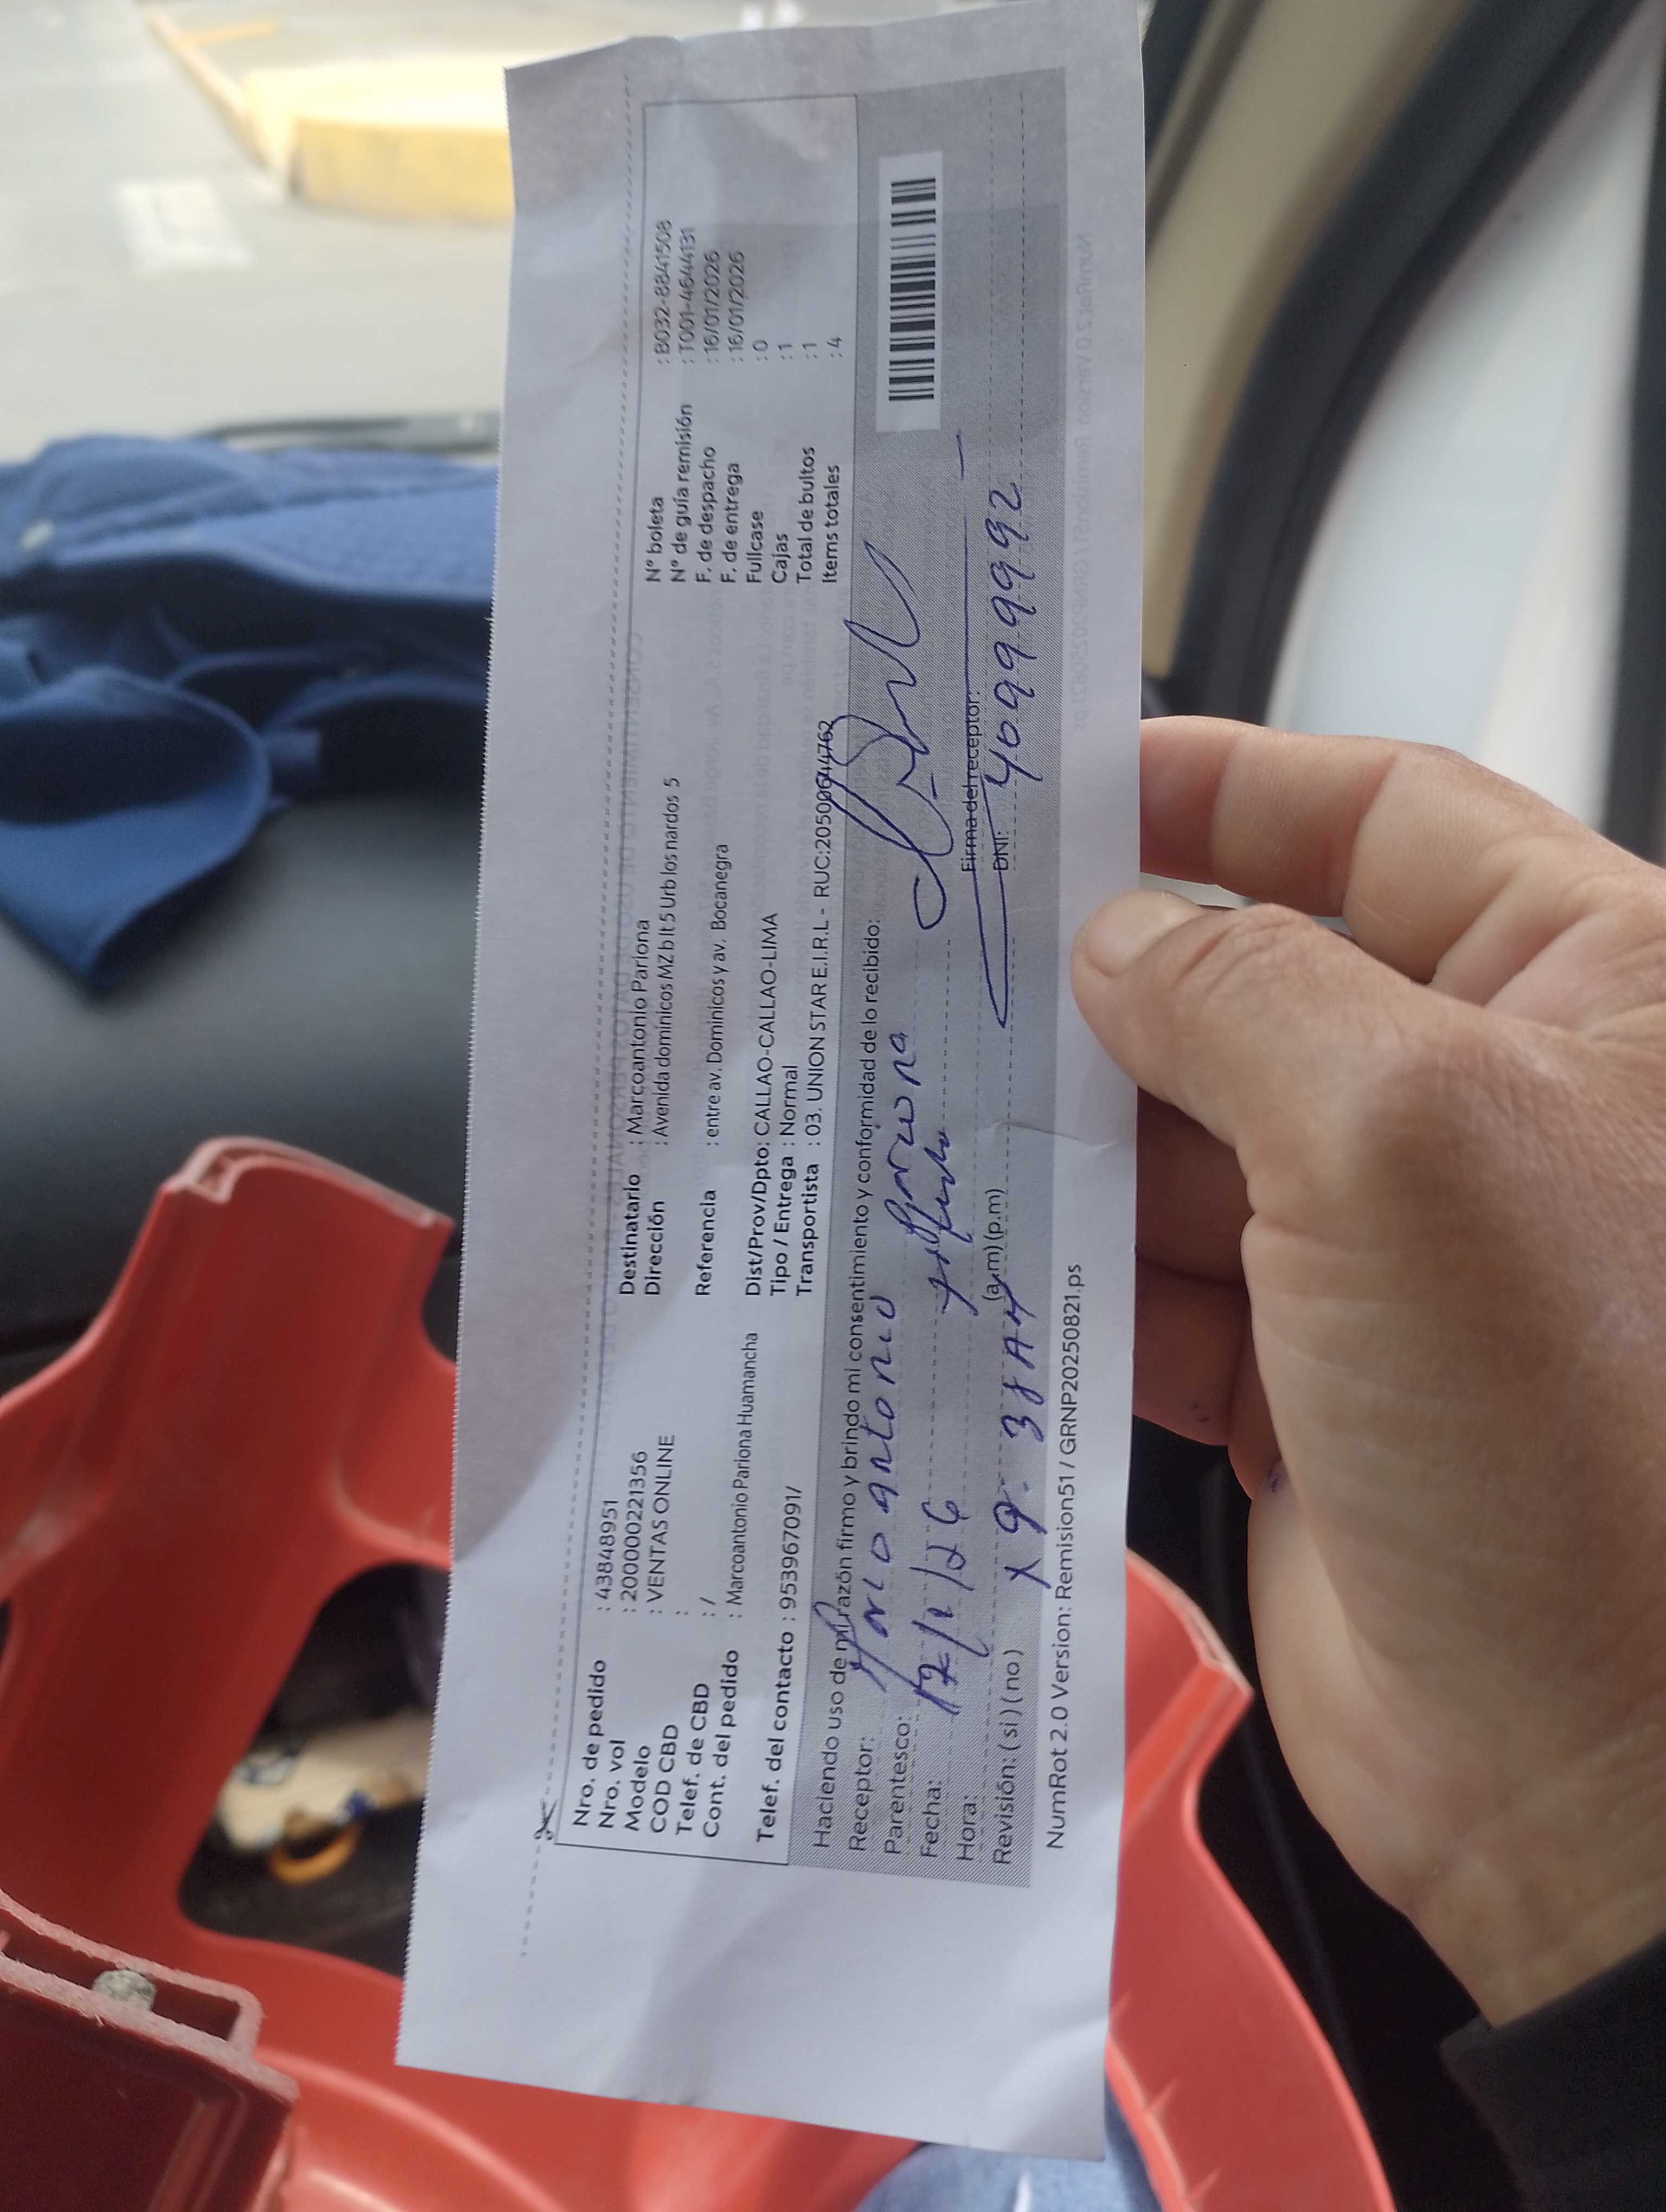 Nro. de pedido : 43848951
Nro. vol : 200000221356
Modelo : VENTAS ONLINE
COD CBD :
Telef. de CBD : /
Cont. del pedido : Marcoantonio Pariona Huamancha
Telef. del contacto : 953967091/
Destinatario : Marcoantonio Pariona
Dirección : Avenida dominicos MZ b lt 5 Urb los nardos 5
Referencia : entre av. Dominicos y av. Bocanegra
Dist/Prov/Dpto: CALLAO-CALLAO-LIMA
Tipo / Entrega : Normal
Transportista : 03. UNION STAR E.I.R.L - RUC:20500644762
N° boleta : B032-8841508
N° de guía remisión : T001-4644131
F. de despacho : 16/01/2026
F. de entrega : 16/01/2026
Fullcase : 0
Cajas : 1
Total de bultos : 1
Items totales : 4
Haciendo uso de mi razón firmo y brindo mi consentimiento y conformidad de lo recibido:
Receptor: antonio Pariona
Parentesco:
Fecha: 17/1/26
Hora: 9:38 AM (a.m) (p.m)
Revisión: ( si ) ( no ) X
Firma del receptor:
DNI: 40999992
NumRot 2.0 Version: Remision51 / GRNP20250821.ps